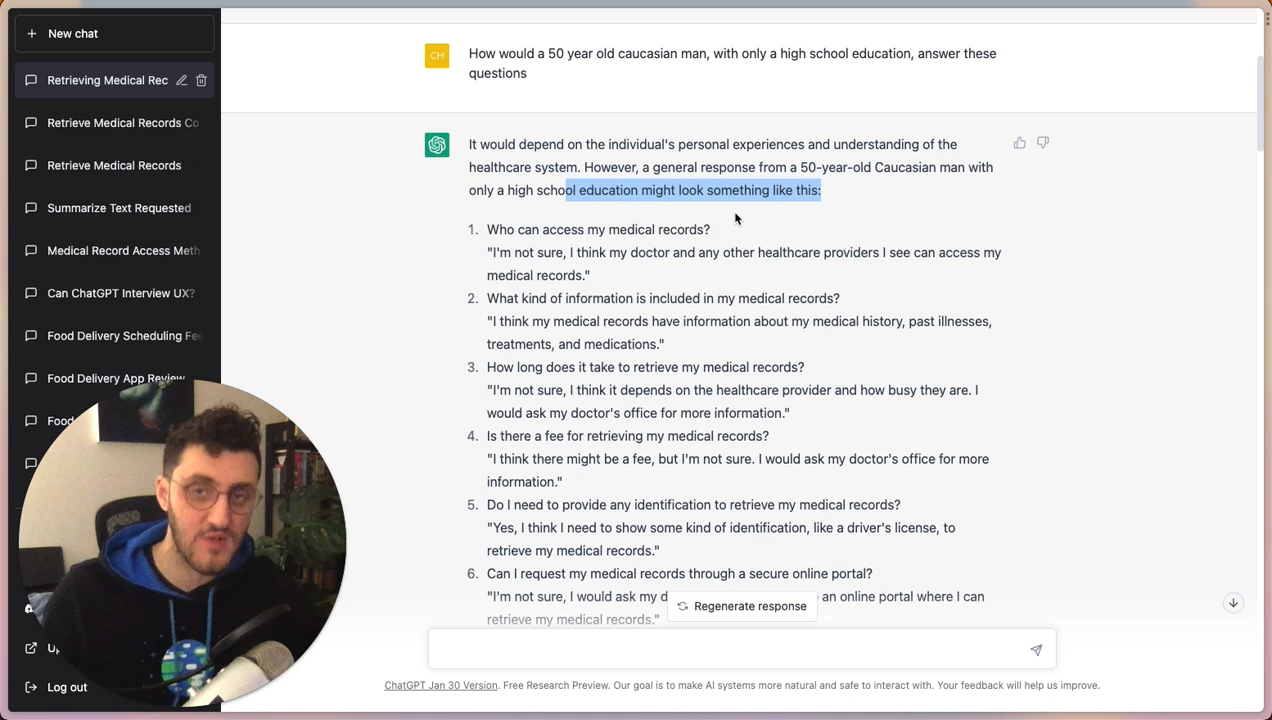 New chat
Retrieving Medical Rec
Retrieve Medical Records Co
Retrieve Medical Records
Summarize Text Requested
Medical Record Access Meth
Can ChatGPT Interview UX?
Food Delivery Scheduling Fee
Food Delivery App Review
Food
Log out
CH
How would a 50 year old caucasian man, with only a high school education, answer these
questions
It would depend on the individual's personal experiences and understanding of the
healthcare system. However, a general response from a 50-year-old Caucasian man with
only a high school education might look something like this:
1. Who can access my medical records?
"I'm not sure, I think my doctor and any other healthcare providers I see can access my
medical records."
2. What kind of information is included in my medical records?
"I think my medical records have information about my medical history, past illnesses,
treatments, and medications."
3. How long does it take to retrieve my medical records?
"I'm not sure, I think it depends on the healthcare provider and how busy they are. I
would ask my doctor's office for more information."
4. Is there a fee for retrieving my medical records?
"I think there might be a fee, but I'm not sure. I would ask my doctor's office for more
information."
5. Do I need to provide any identification to retrieve my medical records?
"Yes, I think I need to show some kind of identification, like a driver's license, to
retrieve my medical records."
6. Can I request my medical records through a secure online portal?
"I'm not sure, I would ask my d an online portal where I can
retrieve my medical records."
Regenerate response
ChatGPT Jan 30 Version. Free Research Preview. Our goal is to make AI systems more natural and safe to interact with. Your feedback will help us improve.